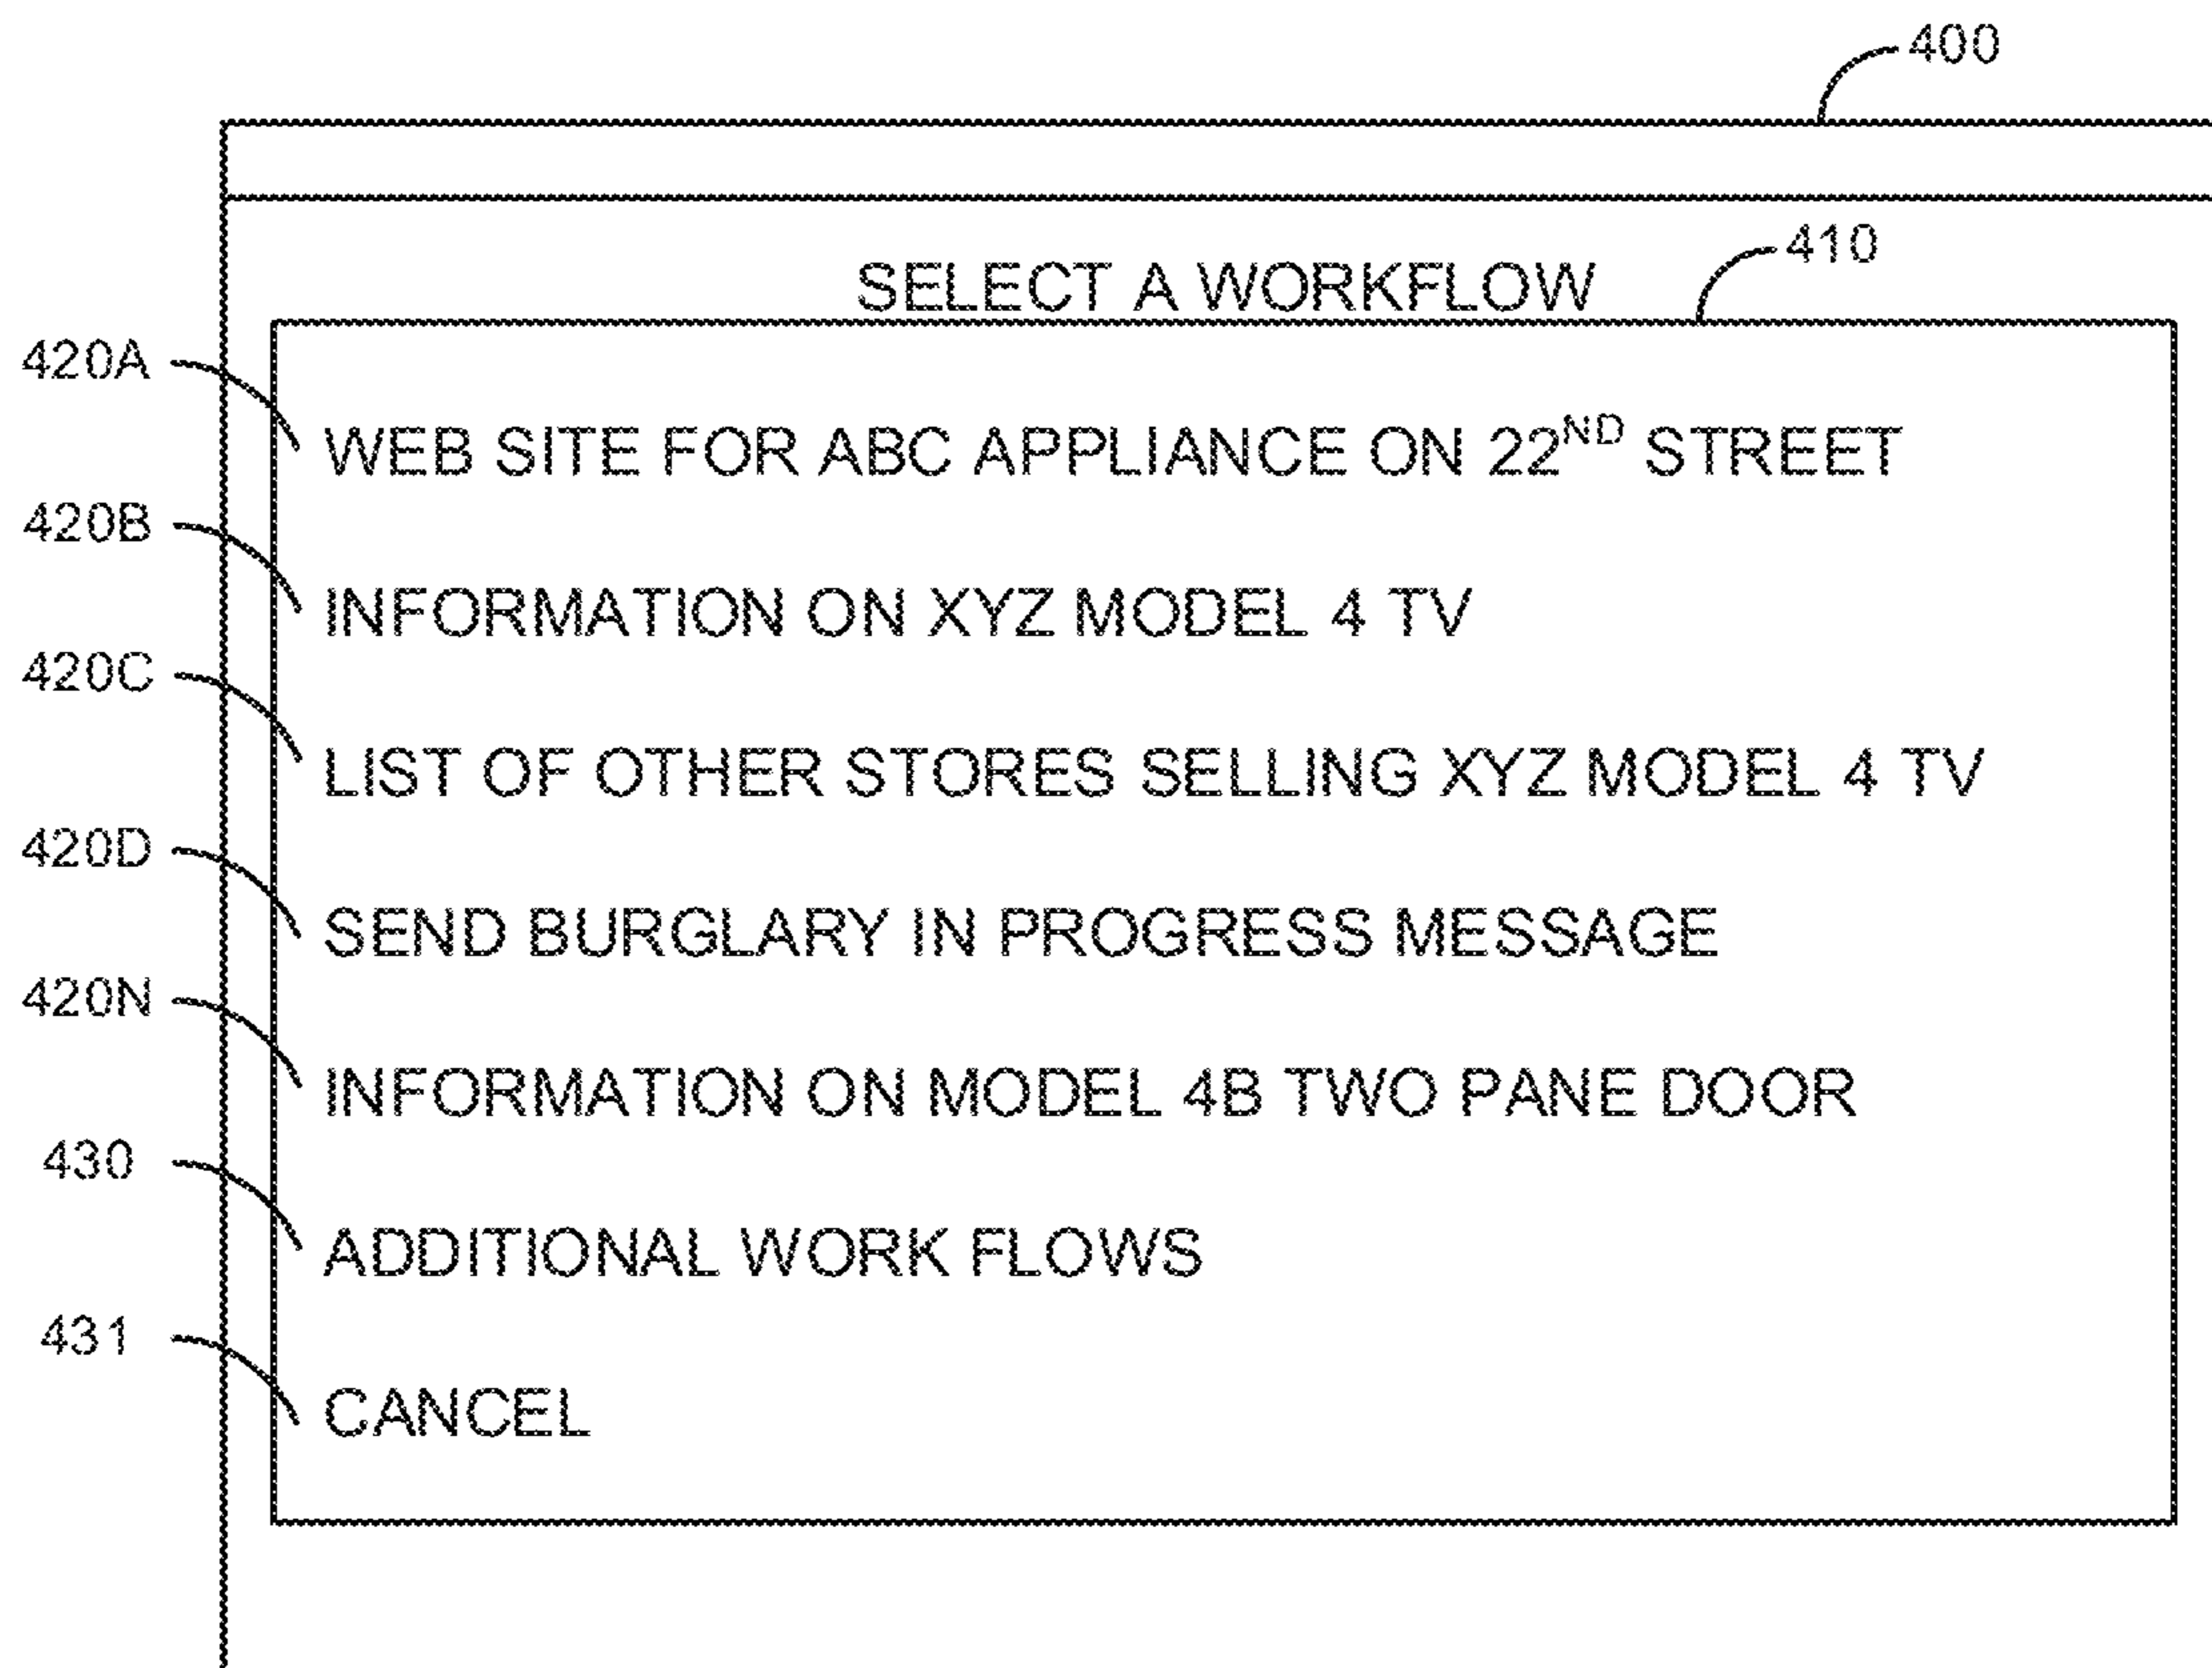 400
SELECT A WORKFLOW
410
420A
WEB SITE FOR ABC APPLIANCE ON 22ND STREET
420B
INFORMATION ON XYZ MODEL 4 TV
420C
LIST OF OTHER STORES SELLING XYZ MODEL 4 TV
420D
SEND BURGLARY IN PROGRESS MESSAGE
420N
INFORMATION ON MODEL 4B TWO PANE DOOR
430
ADDITIONAL WORK FLOWS
431
CANCEL